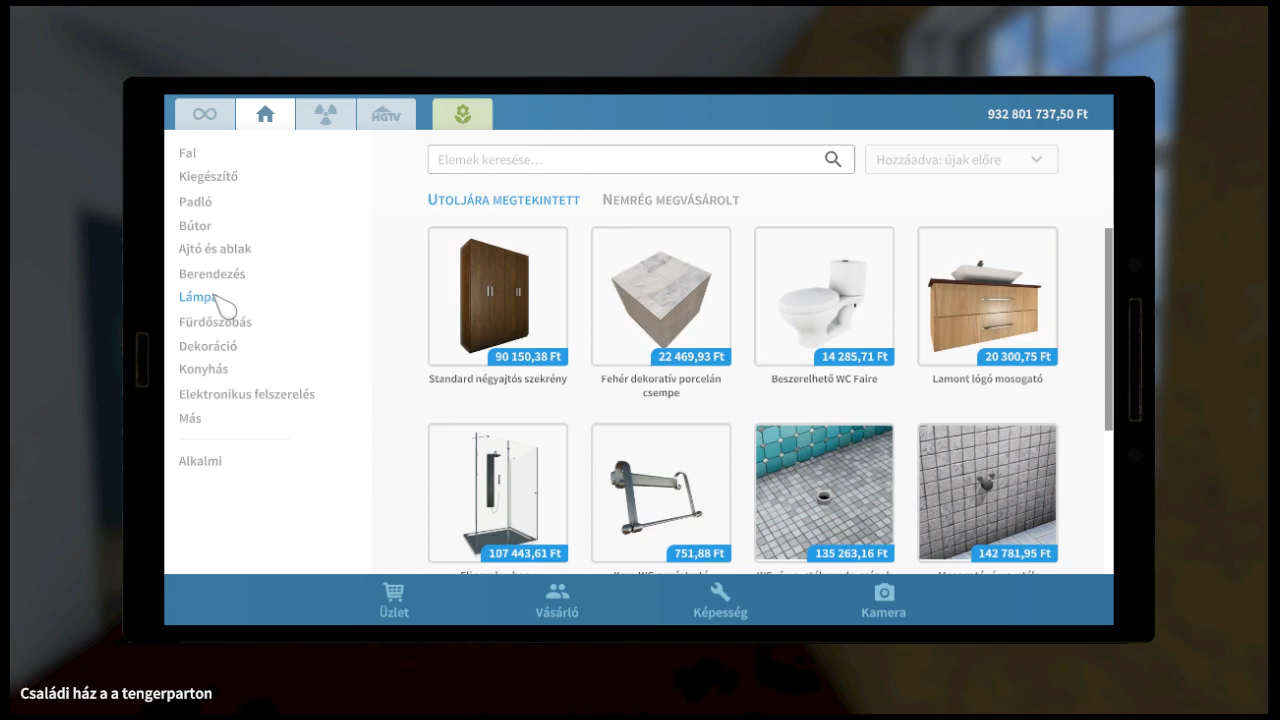 HGTV
932 801 737,50 Ft
Fal
Kiegészítő
Padló
Bútor
Ajtó és ablak
Berendezés
Lámpa
Fürdőszobás
Dekoráció
Konyhás
Elektronikus felszerelés
Más
Alkalmi
Elemek keresése...
Hozzáadva: újak előre
UTOLJÁRA MEGTEKINTETT
NEMRÉG MEGVÁSÁROLT
90 150,38 Ft
22 469,93 Ft
14 285,71 Ft
20 300,75 Ft
Standard négyajtós szekrény
Fehér dekoratív porcelán
csempe
Beszerelhető WC Faire
Lamont lógó mosogató
107 443,61 Ft
751,88 Ft
135 263,16 Ft
142 781,95 Ft
Üzlet
Vásárló
Képesség
Kamera
Családi ház a a tengerparton